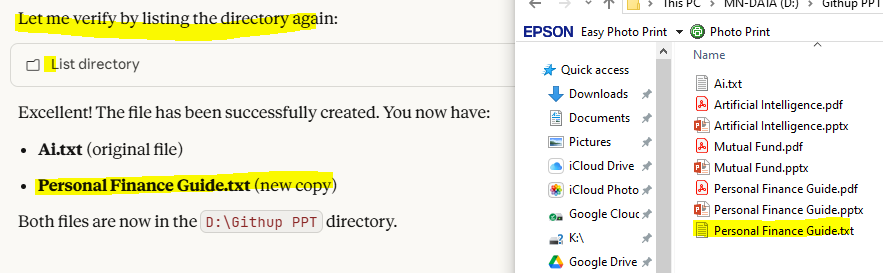 Let me verify by listing the directory again:
List directory
Excellent! The file has been successfully created. You now have:
• Ai.txt (original file)
• Personal Finance Guide.txt (new copy)
Both files are now in the D:\Githup PPT directory.
This PC > MN-DATA (D:) > Githup PPT
EPSON Easy Photo Print Photo Print
Quick access
Downloads
Documents
Pictures
iCloud Drive
iCloud Photo
Google Clou
K:\
Google Drive
Name
Ai.txt
Artificial Intelligence.pdf
Artificial Intelligence.pptx
Mutual Fund.pdf
Mutual Fund.pptx
Personal Finance Guide.pdf
Personal Finance Guide.pptx
Personal Finance Guide.txt